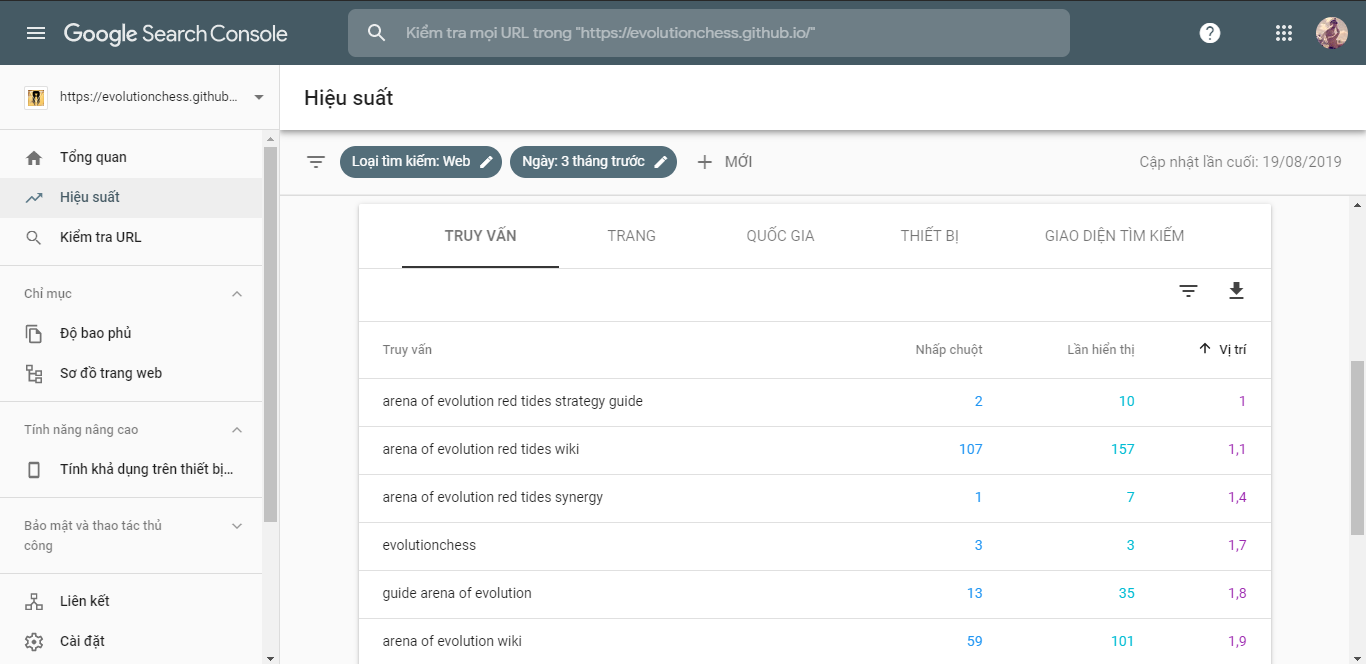 Google Search Console
Kiểm tra mọi URL trong "https://evolutionchess.github.io/"
?
https://evolutionchess.github...
Hiệu suất
Tổng quan
Hiệu suất
Kiểm tra URL
Chỉ mục
Độ bao phủ
Sơ đồ trang web
Tính năng nâng cao
Tính khả dụng trên thiết bị...
Bảo mật và thao tác thủ
công
Liên kết
Cài đặt
Loại tìm kiếm: Web
Ngày: 3 tháng trước
MỚI
Cập nhật lần cuối: 19/08/2019
TRUY VẤN TRANG QUỐC GIA THIẾT BỊ GIAO DIỆN TÌM KIẾM
Truy vấn Nhấp chuột Lần hiển thị Vị trí
arena of evolution red tides strategy guide 2 10 1
arena of evolution red tides wiki 107 157 1,1
arena of evolution red tides synergy 1 7 1,4
evolutionchess 3 3 1,7
guide arena of evolution 13 35 1,8
arena of evolution wiki 59 101 1,9